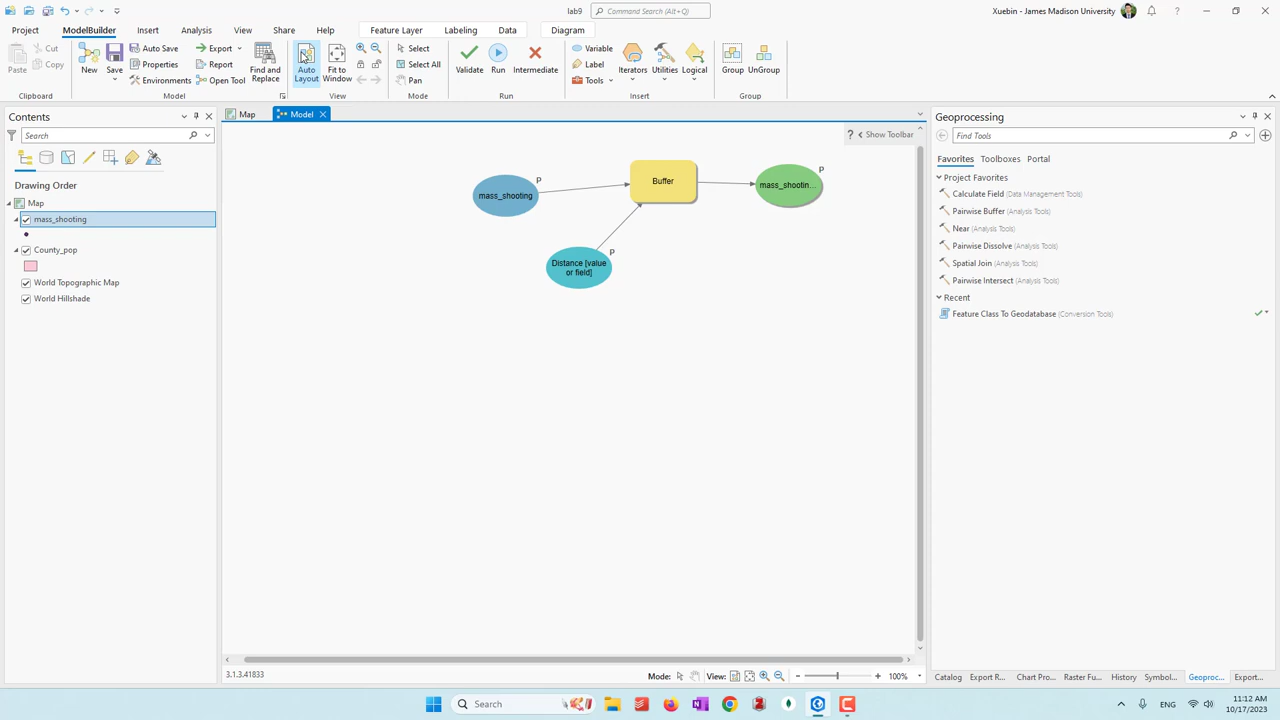 lab9
Command Search (Alt+Q)
Xuebin - James Madison University
?
Project
ModelBuilder
Insert
Analysis
View
Share
Help
Feature Layer
Labeling
Data
Diagram
Paste
Cut
Copy
Clipboard
New
Save
Auto Save
Properties
Environments
Export
Report
Open Tool
Find and Replace
Model
Auto Layout
Fit to Window
View
Select
Select All
Pan
Mode
Validate
Run
Intermediate
Run
Variable
Label
Tools
Iterators
Utilities
Logical
Insert
Group
UnGroup
Group
Contents
Search
Drawing Order
Map
mass_shooting
County_pop
World Topographic Map
World Hillshade
Map
Model
? Show Toolbar
mass_shooting
P
Buffer
mass_shootin...
P
Distance [value
or field]
P
3.1.3.41833
Mode:
View:
100%
Geoprocessing
Find Tools
Favorites
Toolboxes
Portal
Project Favorites
Calculate Field (Data Management Tools)
Pairwise Buffer (Analysis Tools)
Near (Analysis Tools)
Pairwise Dissolve (Analysis Tools)
Spatial Join (Analysis Tools)
Pairwise Intersect (Analysis Tools)
Recent
Feature Class To Geodatabase (Conversion Tools)
Catalog
Export R...
Chart Pro...
Raster Fu...
History
Symbol...
Geoproc...
Export...
Search
ENG
11:12 AM
10/17/2023